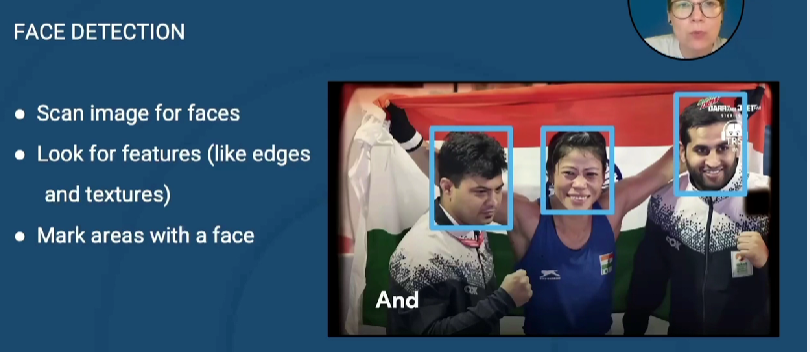 FACE DETECTION
● Scan image for faces
● Look for features (like edges
and textures)
● Mark areas with a face
And